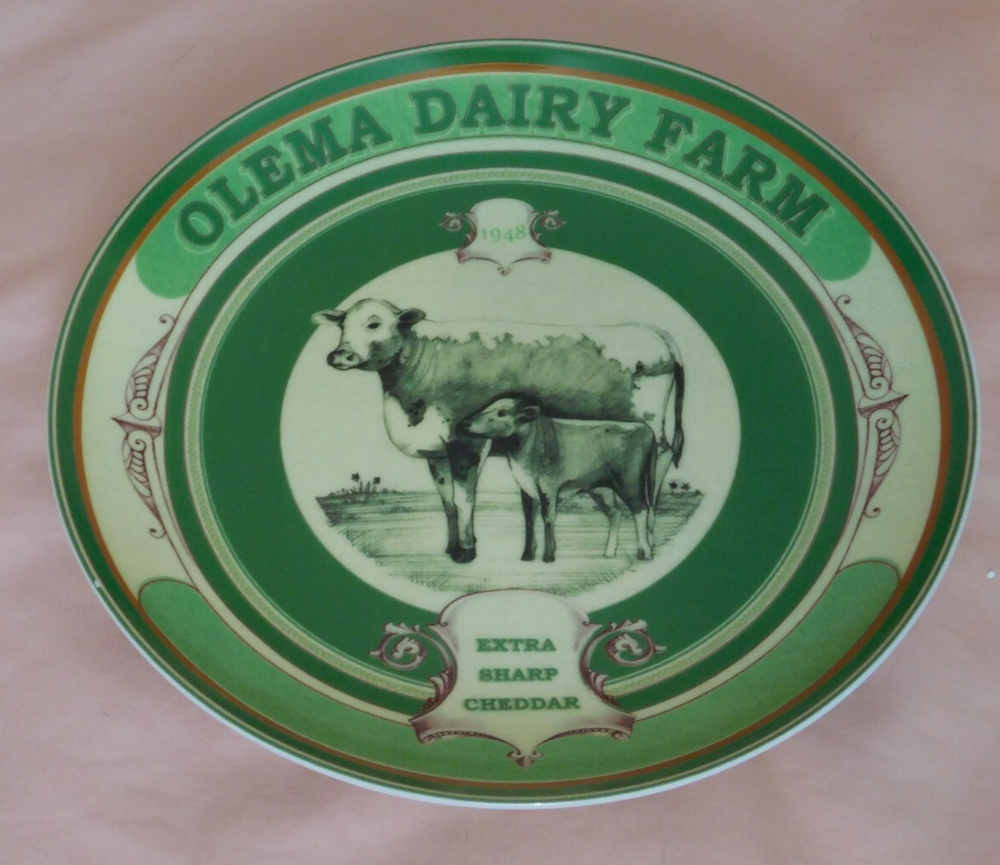 OLEMA DAIRY FARM
1948
EXTRA
SHARP
CHEDDAR